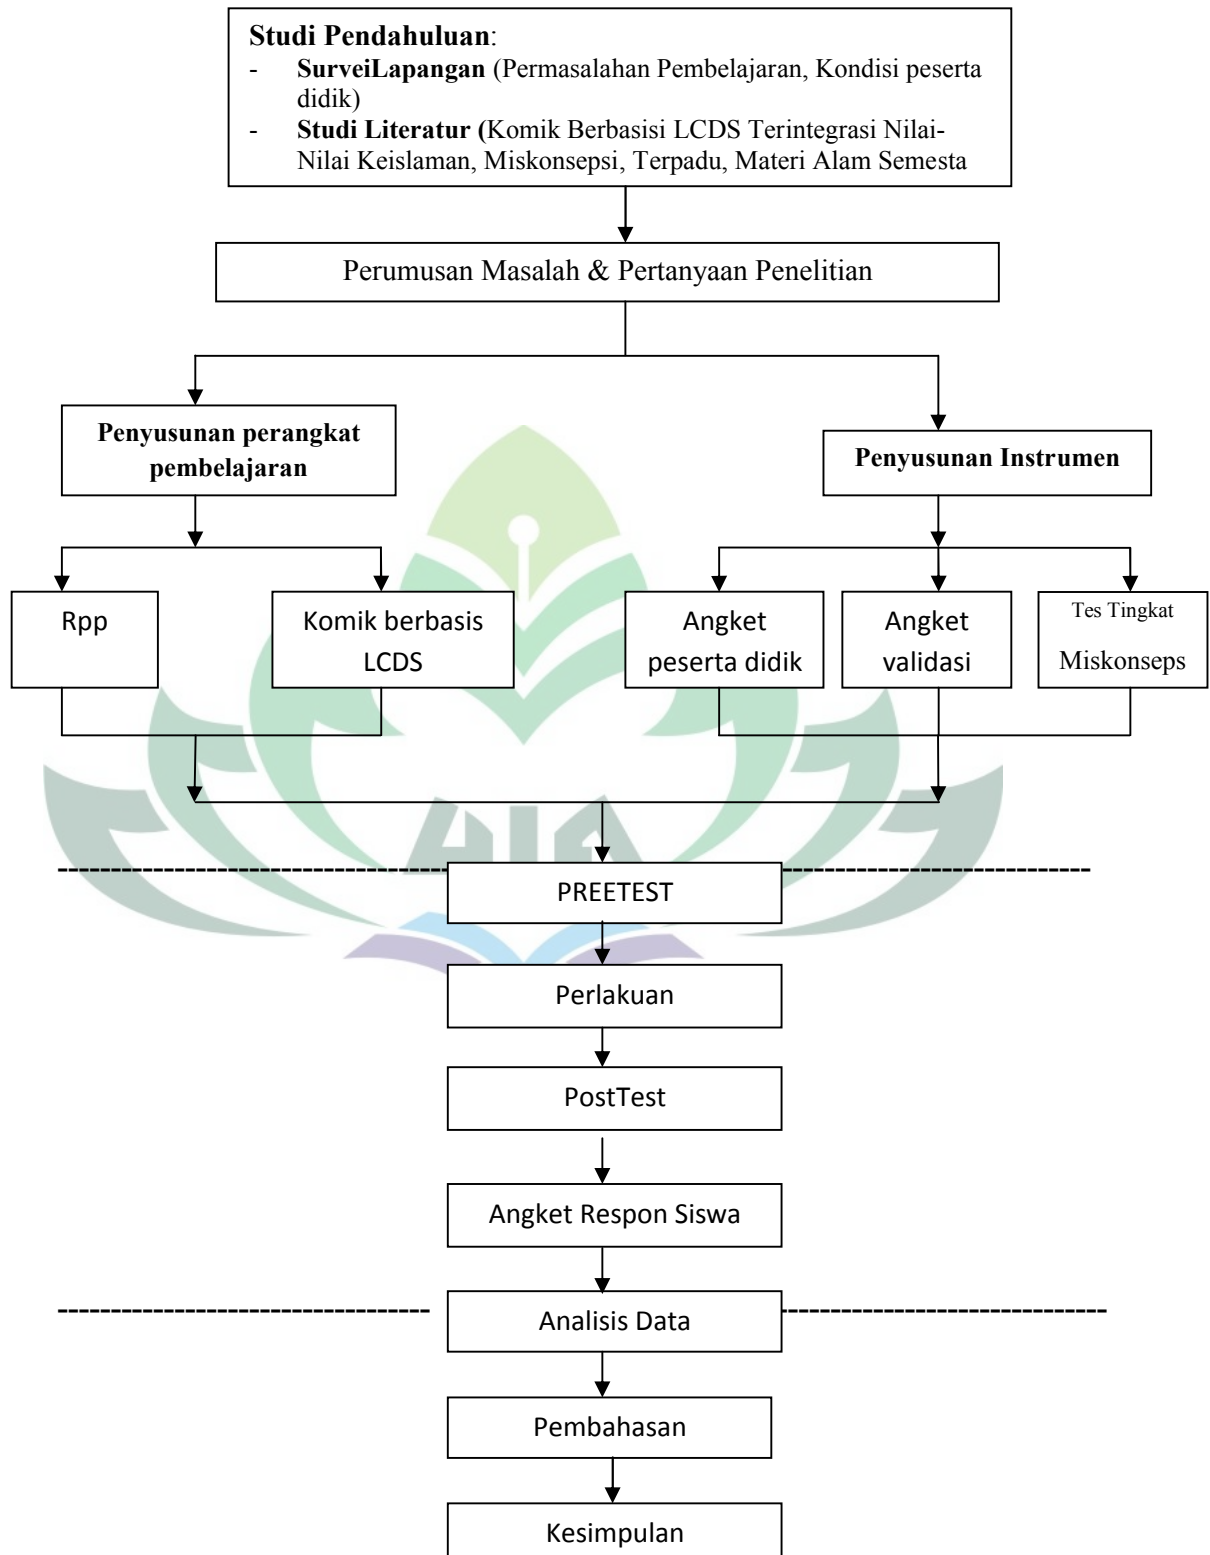 Studi Pendahuluan:
- SurveiLapangan (Permasalahan Pembelajaran, Kondisi peserta
didik)
- Studi Literatur (Komik Berbasisi LCDS Terintegrasi Nilai-
Nilai Keislaman, Miskonsepsi, Terpadu, Materi Alam Semesta
Perumusan Masalah & Pertanyaan Penelitian
Penyusunan perangkat
pembelajaran
Penyusunan Instrumen
Rpp
Komik berbasis
LCDS
Angket
peserta didik
Angket
validasi
Tes Tingkat
Miskonseps
PREETEST
Perlakuan
PostTest
Angket Respon Siswa
Analisis Data
Pembahasan
Kesimpulan